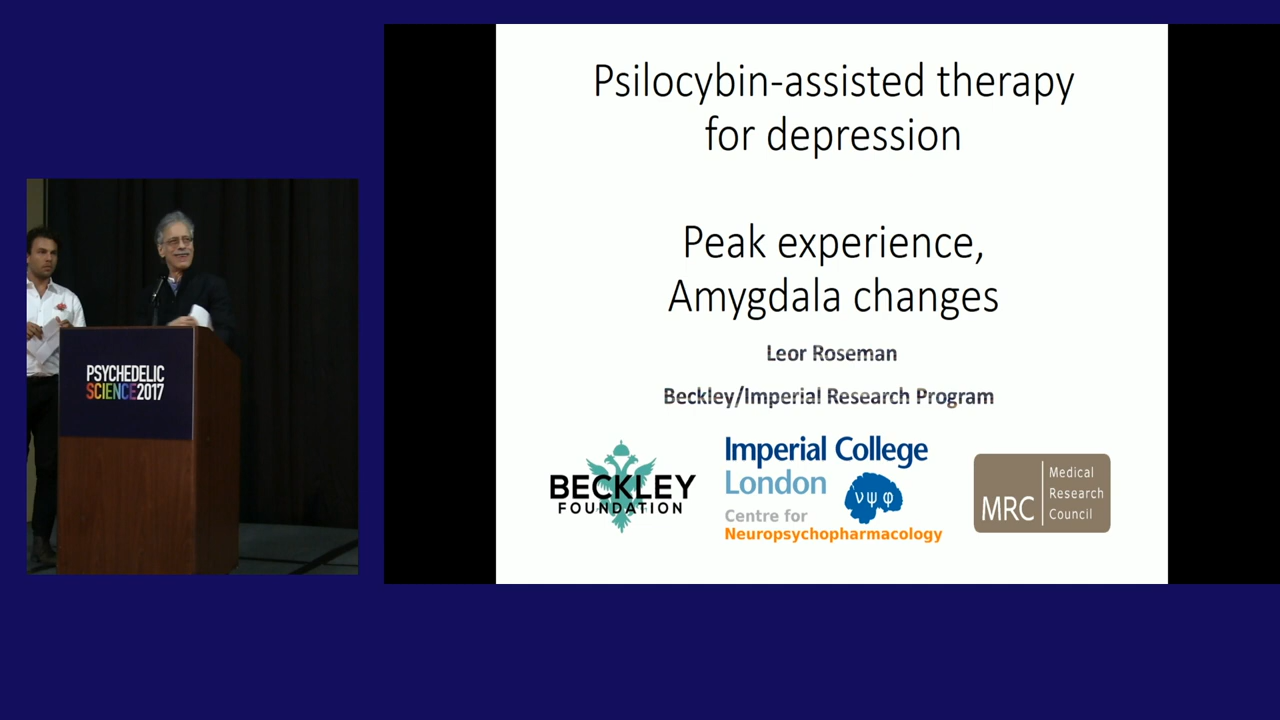 Psilocybin-assisted therapy
for depression
Peak experience,
Amygdala changes
Leor Roseman
Beckley/Imperial Research Program
BECKLEY
FOUNDATION
Imperial College
London
νψφ
Centre for
Neuropsychopharmacology
MRC
Medical
Research
Council
PSYCHEDELIC
SCIENCE2017